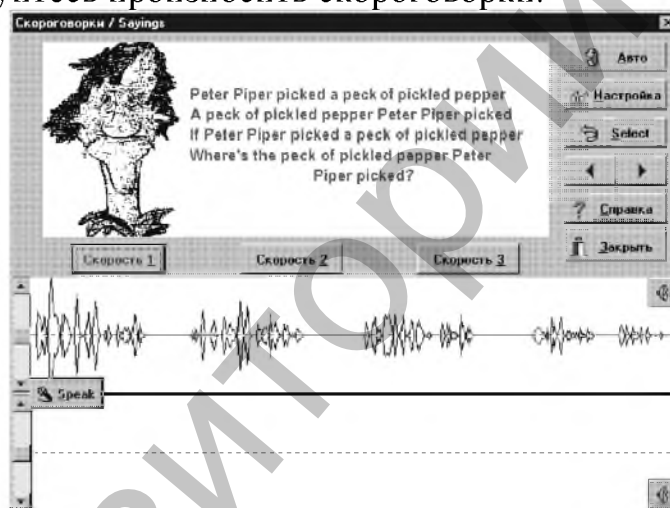 произносить скороговорки.
Скороговорки / Sayings
Peter Piper picked a peck of pickled pepper
A peck of pickled pepper Peter Piper picked
If Peter Piper picked a peck of pickled pepper
Where's the peck of pickled pepper Peter
Piper picked?
Авто
Настройка
Select
? Справка
Закрыть
Скорость 1
Скорость 2
Скорость 3
Speak